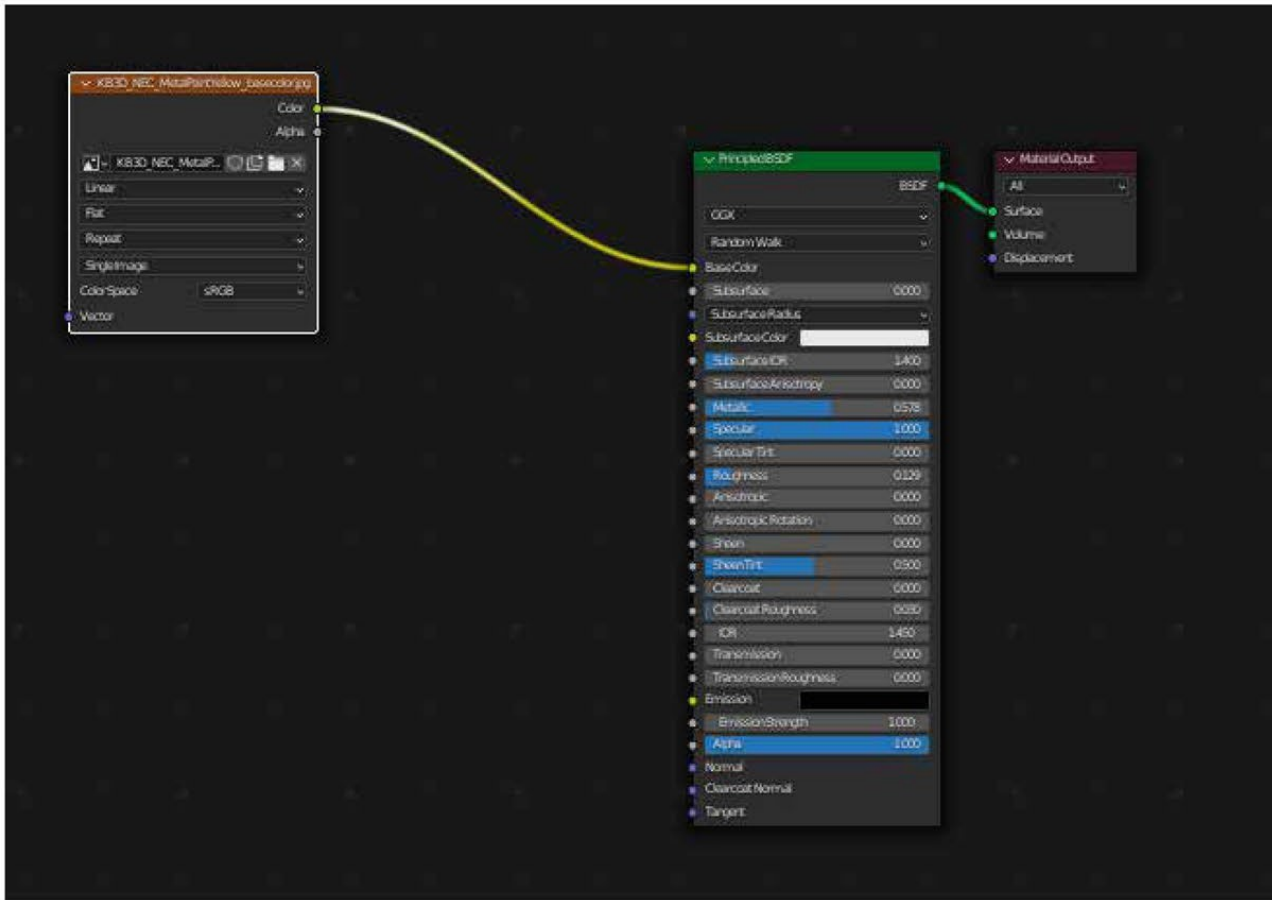 KB3D_NEC_MetalPaintYellow_basecolor.jpg
Color
Alpha
KB3D_NEC_MetalP...
Linear
Flat
Repeat
Single Image
Color Space sRGB
Vector
Principled BSDF
BSDF
GGX
Random Walk
Base Color
Subsurface 0.000
Subsurface Radius
Subsurface Color
Subsurface IOR 1.400
Subsurface Anisotropy 0.000
Metallic 0.578
Specular 1.000
Specular Tint 0.000
Roughness 0.129
Anisotropic 0.000
Anisotropic Rotation 0.000
Sheen 0.000
Sheen Tint 0.500
Clearcoat 0.000
Clearcoat Roughness 0.030
IOR 1.450
Transmission 0.000
Transmission Roughness 0.000
Emission
Emission Strength 1.000
Alpha 1.000
Normal
Clearcoat Normal
Tangent
Material Output
All
Surface
Volume
Displacement